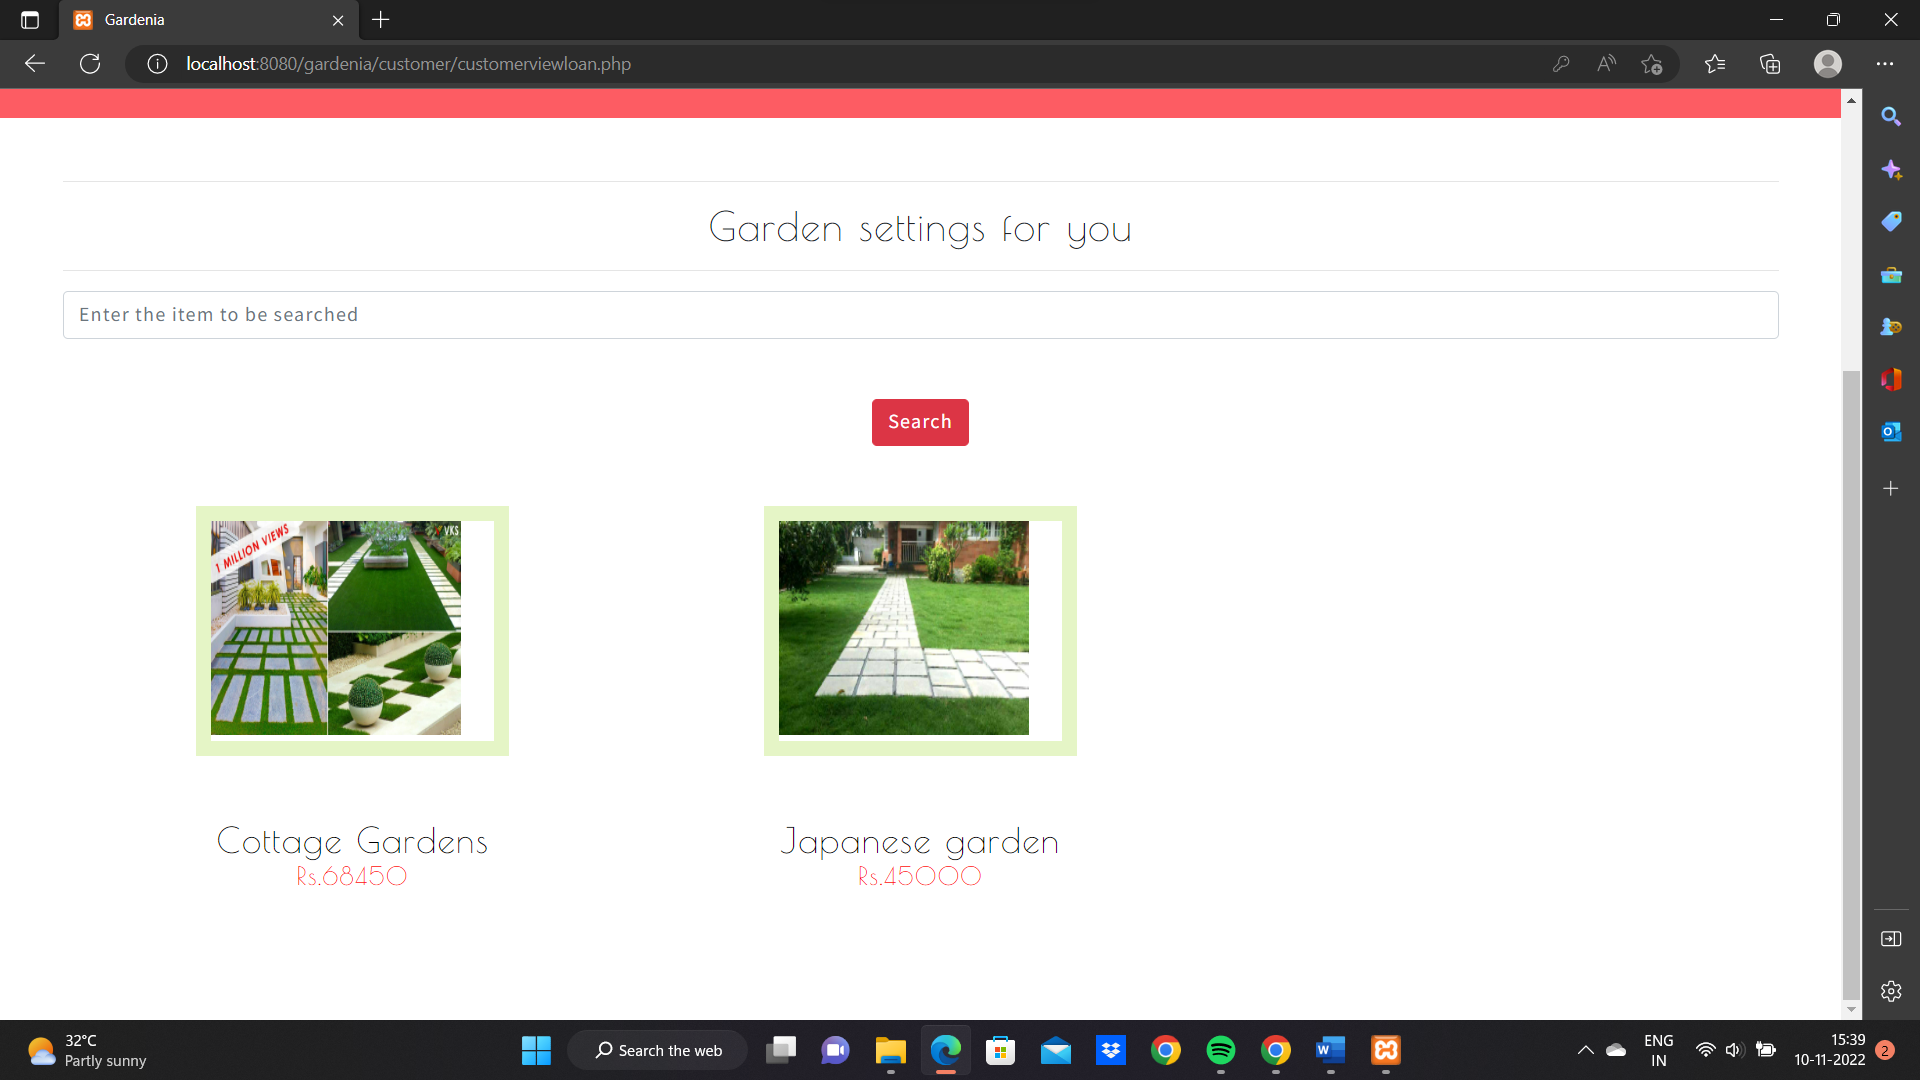 Gardenia
localhost:8080/gardenia/customer/customerviewloan.php
Garden settings for you
Enter the item to be searched
Search
1 MILLION VIEWS
VKS
Cottage Gardens
Rs.68450
Japanese garden
Rs.45000
32°C
Partly sunny
Search the web
ENG
IN
15:39
10-11-2022
2